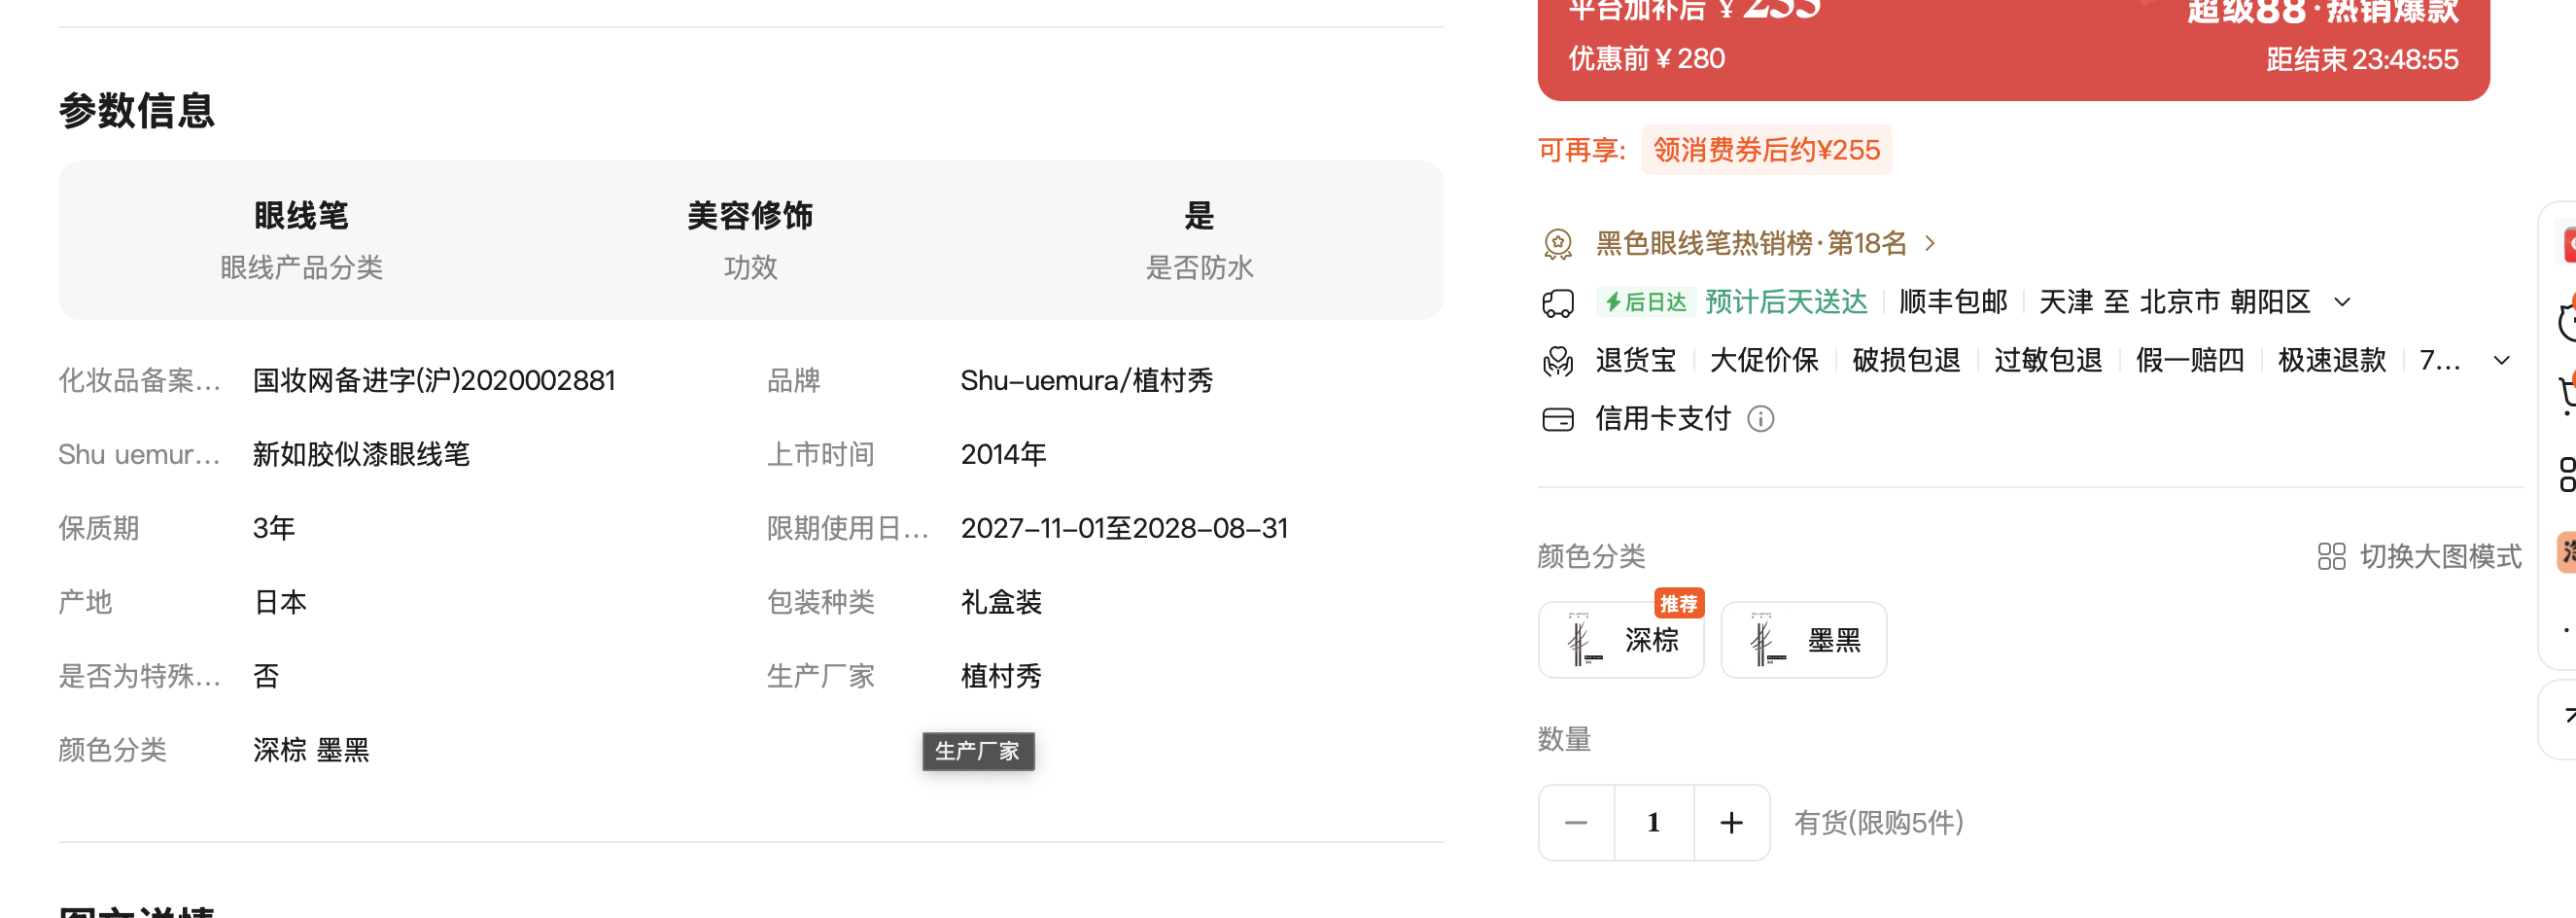 参数信息
眼线笔
眼线产品分类
美容修饰
功效
是
是否防水
化妆品备案... 国妆网备进字(沪)2020002881
品牌 Shu-uemura/植村秀
Shu uemur... 新如胶似漆眼线笔
上市时间 2014年
保质期 3年
限期使用日... 2027-11-01至2028-08-31
产地 日本
包装种类 礼盒装
是否为特殊... 否
生产厂家 植村秀
颜色分类 深棕 墨黑
生产厂家
图文详情
平台加补后 ¥255
超级88·热销爆款
优惠前 ¥ 280
距结束 23:48:55
可再享: 领消费券后约¥255
黑色眼线笔热销榜·第18名
后日达 预计后天送达 顺丰包邮 天津 至 北京市 朝阳区
退货宝 大促价保 破损包退 过敏包退 假一赔四 极速退款 7...
信用卡支付
颜色分类
切换大图模式
推荐
深棕
墨黑
数量
1
有货(限购5件)